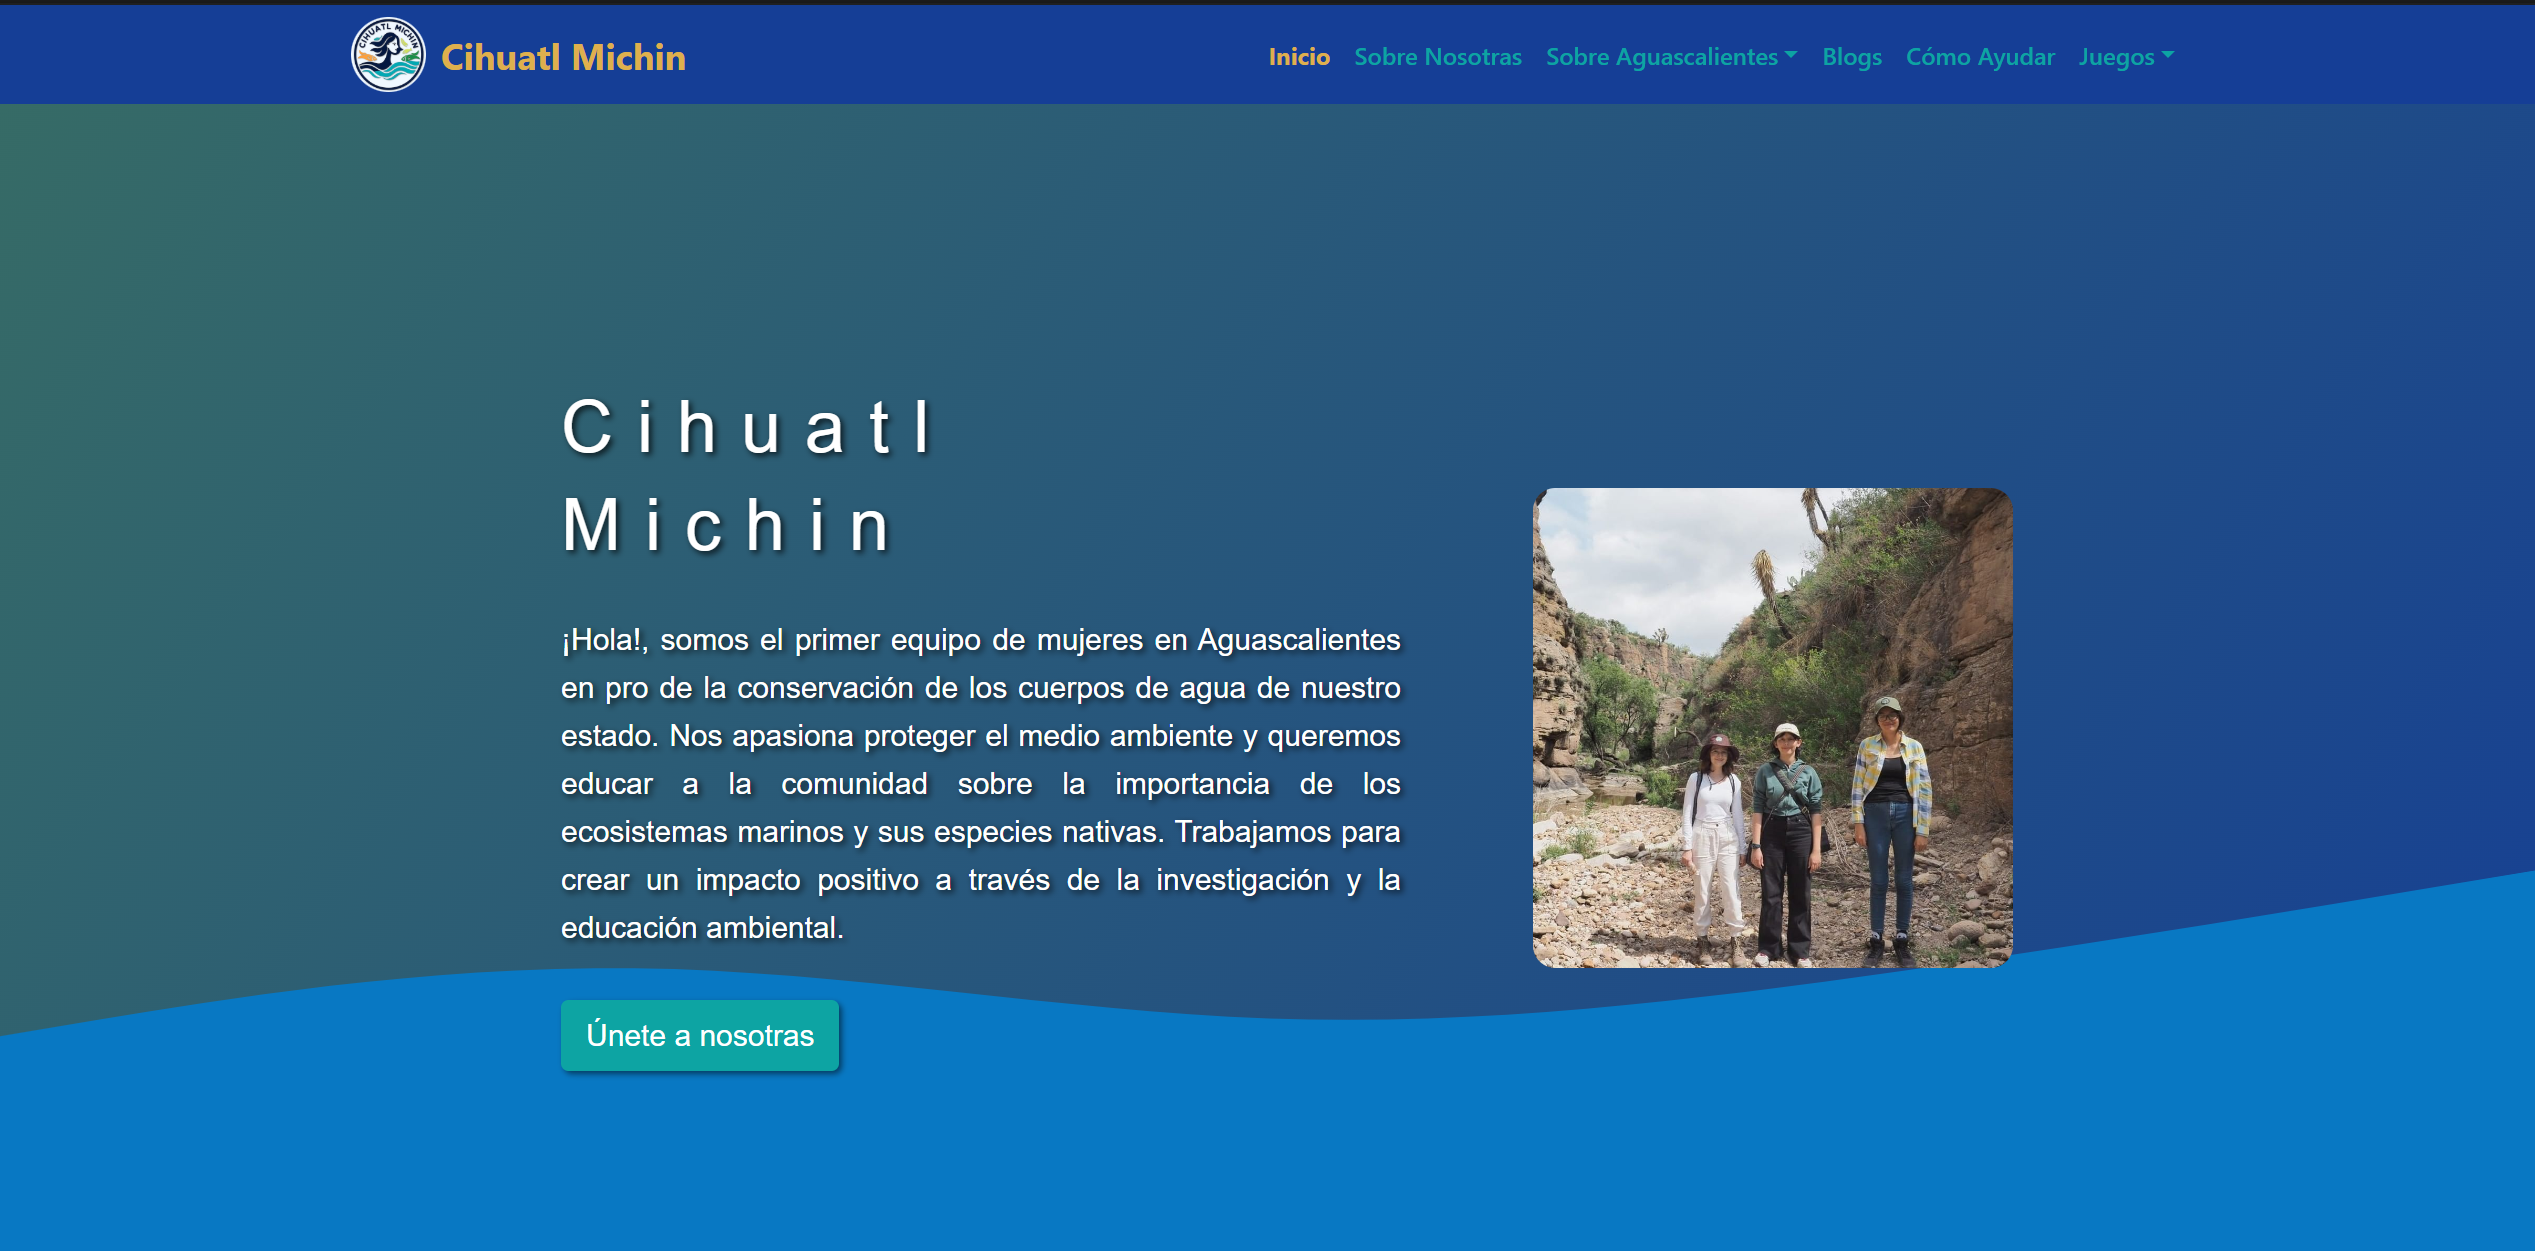 CIHUATL MICHIN
Cihuatl Michin
Inicio Sobre Nosotras Sobre Aguascalientes Blogs Cómo Ayudar Juegos
Cihuatl
Michin
¡Hola!, somos el primer equipo de mujeres en Aguascalientes
en pro de la conservación de los cuerpos de agua de nuestro
estado. Nos apasiona proteger el medio ambiente y queremos
educar a la comunidad sobre la importancia de los
ecosistemas marinos y sus especies nativas. Trabajamos para
crear un impacto positivo a través de la investigación y la
educación ambiental.
Únete a nosotras